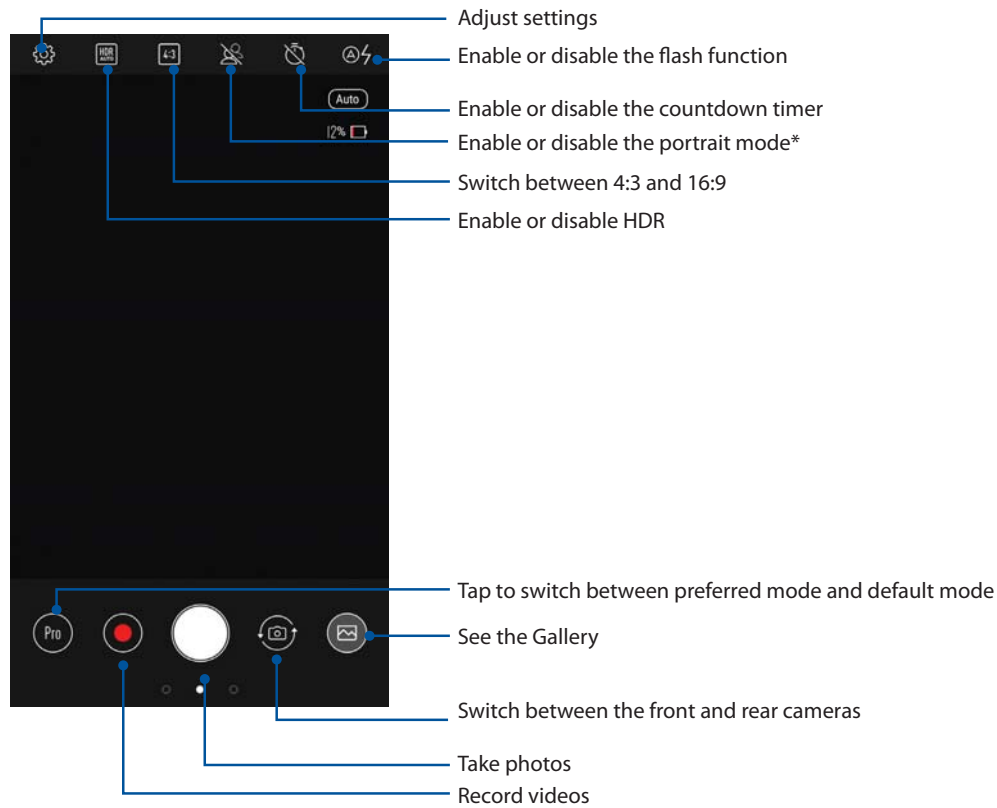 Adjust settings
HDR AUTO
4:3
A
Enable or disable the flash function
Auto
Enable or disable the countdown timer
12%
Enable or disable the portrait mode*
Switch between 4:3 and 16:9
Enable or disable HDR
Tap to switch between preferred mode and default mode
Pro
See the Gallery
Switch between the front and rear cameras
Take photos
Record videos